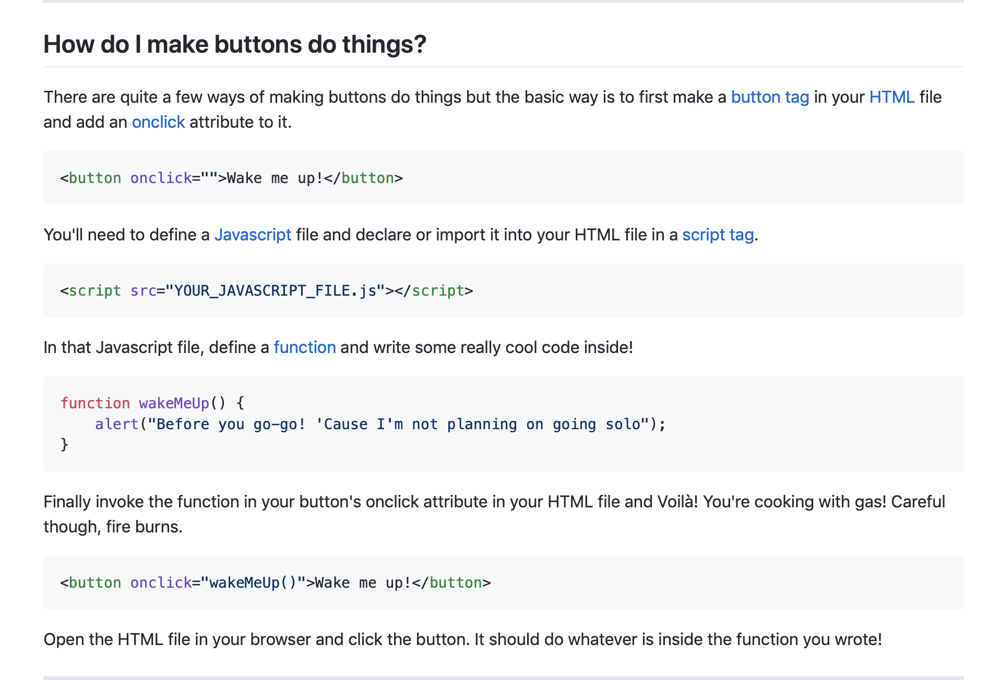 How do I make buttons do things?
There are quite a few ways of making buttons do things but the basic way is to first make a button tag in your HTML file
and add an onclick attribute to it.
<button onclick="">Wake me up!</button>
You'll need to define a Javascript file and declare or import it into your HTML file in a script tag.
<script src="YOUR_JAVASCRIPT_FILE.js"></script>
In that Javascript file, define a function and write some really cool code inside!
function wakeMeUp() {
    alert("Before you go-go! 'Cause I'm not planning on going solo");
}
Finally invoke the function in your button's onclick attribute in your HTML file and Voilà! You're cooking with gas! Careful
though, fire burns.
<button onclick="wakeMeUp()">Wake me up!</button>
Open the HTML file in your browser and click the button. It should do whatever is inside the function you wrote!